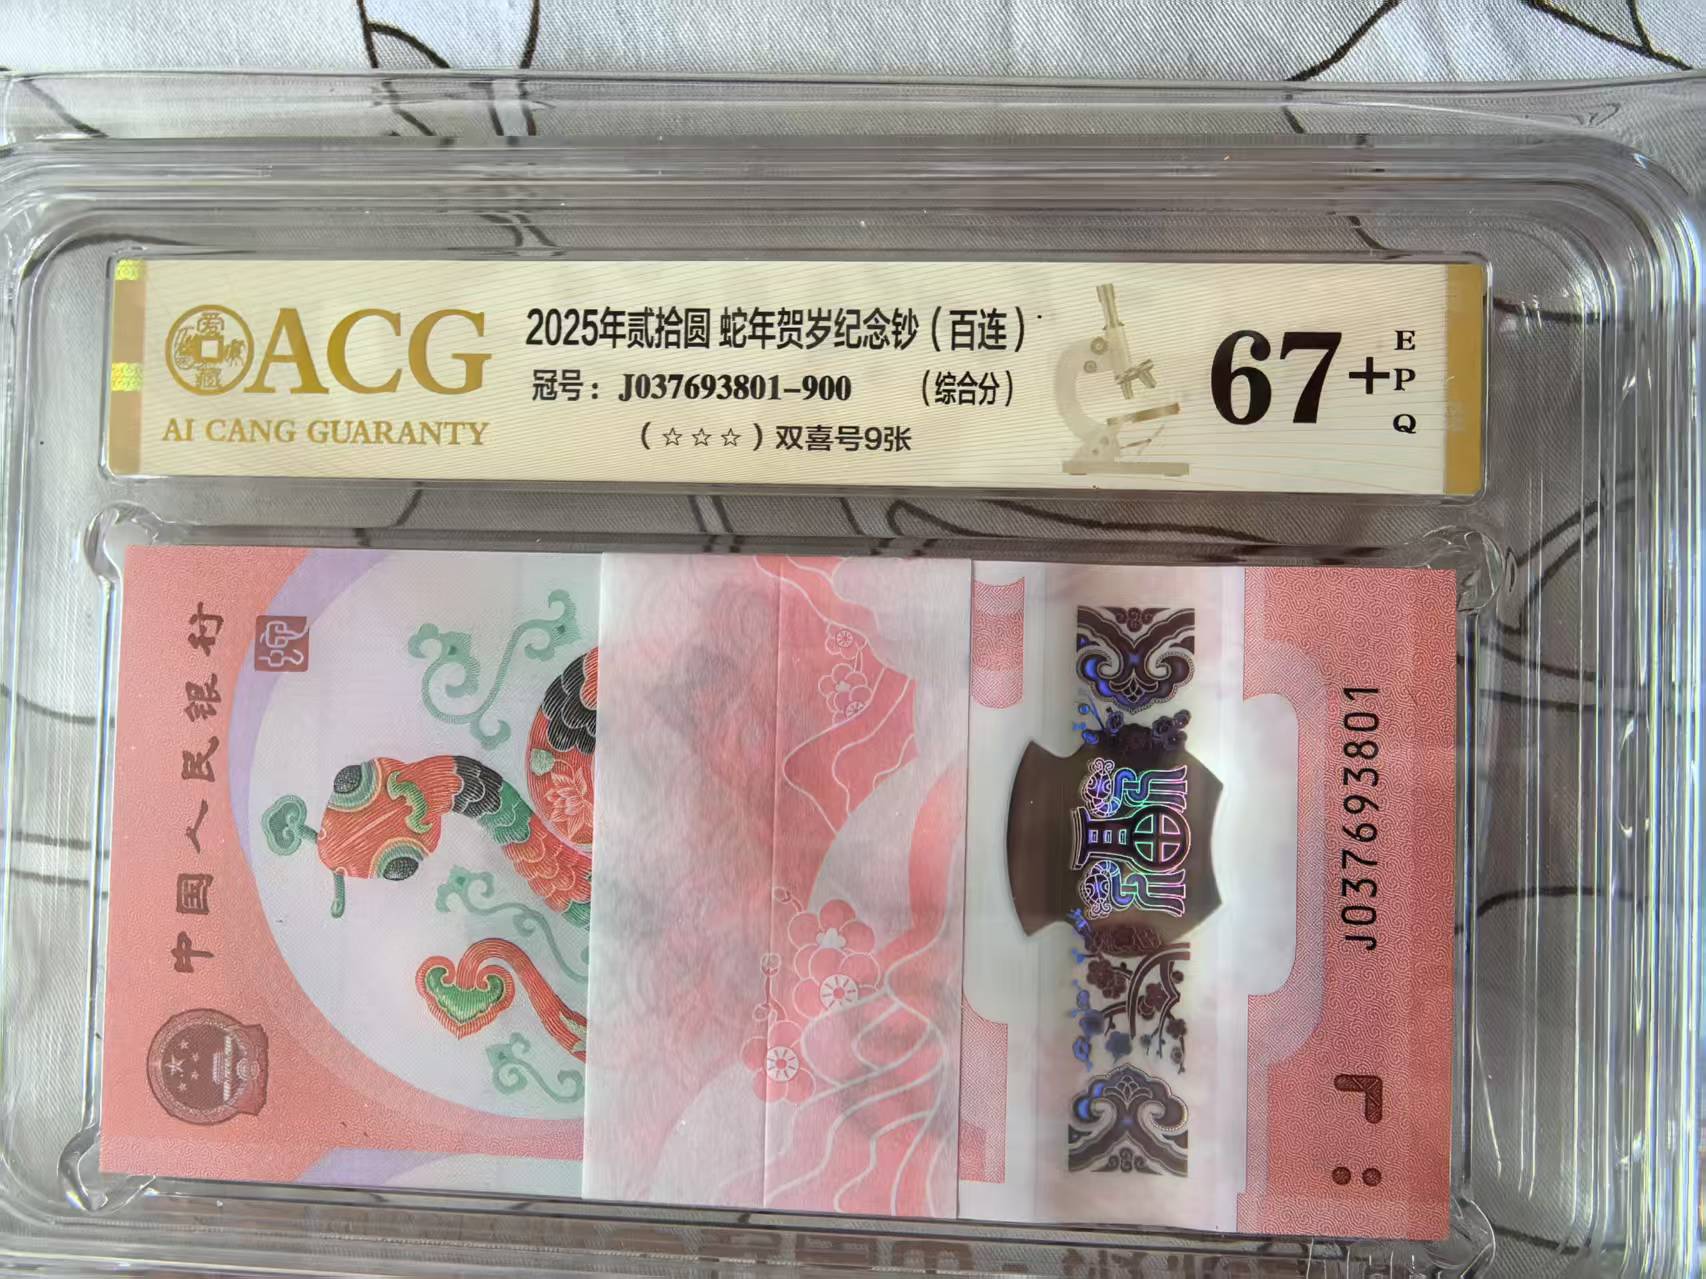 ACG
AI CANG GUARANTY
2025年贰拾圆 蛇年贺岁纪念钞（百连）
冠号：J037693801-900 （综合分）
（☆☆☆）双喜号9张
67+
EPQ
中国人民银行
J037693801